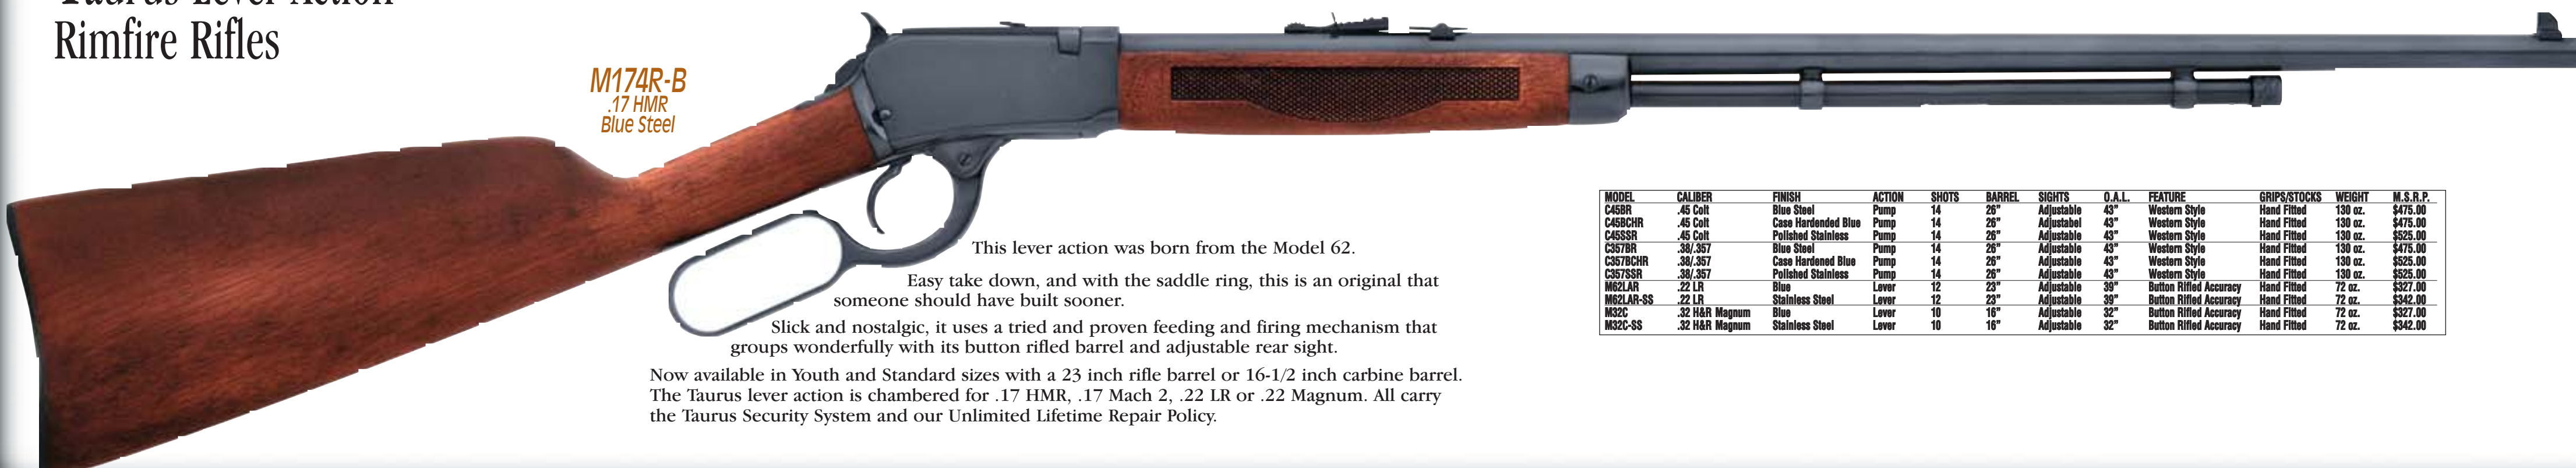 Taurus Lever Action
Rimfire Rifles
M174R-B
.17 HMR
Blue Steel
This lever action was born from the Model 62.
Easy take down, and with the saddle ring, this is an original that
someone should have built sooner.
Slick and nostalgic, it uses a tried and proven feeding and firing mechanism that
groups wonderfully with its button rifled barrel and adjustable rear sight.
Now available in Youth and Standard sizes with a 23 inch rifle barrel or 16-1/2 inch carbine barrel.
The Taurus lever action is chambered for .17 HMR, .17 Mach 2, .22 LR or .22 Magnum. All carry
the Taurus Security System and our Unlimited Lifetime Repair Policy.
MODEL CALIBER FINISH ACTION SHOTS BARREL SIGHTS O.A.L. FEATURE GRIPS/STOCKS WEIGHT M.S.R.P.
C45BR .45 Colt Blue Steel Pump 14 26" Adjustable 43" Western Style Hand Fitted 130 oz. $475.00
C45BCHR .45 Colt Case Hardended Blue Pump 14 26" Adjustabel 43" Western Style Hand Fitted 130 oz. $475.00
C45SSR .45 Colt Polished Stainless Pump 14 26" Adjustable 43" Western Style Hand Fitted 130 oz. $525.00
C357BR .38/.357 Blue Steel Pump 14 26" Adjustable 43" Western Style Hand Fitted 130 oz. $475.00
C357BCHR .38/.357 Case Hardened Blue Pump 14 26" Adjustable 43" Western Style Hand Fitted 130 oz. $525.00
C357SSR .38/.357 Polished Stainless Pump 14 26" Adjustable 43" Western Style Hand Fitted 130 oz. $525.00
M62LAR .22 LR Blue Lever 12 23" Adjustable 39" Button Rifled Accuracy Hand Fitted 72 oz. $327.00
M62LAR-SS .22 LR Stainless Steel Lever 12 23" Adjustable 39" Button Rifled Accuracy Hand Fitted 72 oz. $342.00
M32C .32 H&R Magnum Blue Lever 10 16" Adjustable 32" Button Rifled Accuracy Hand Fitted 72 oz. $327.00
M32C-SS .32 H&R Magnum Stainless Steel Lever 10 16" Adjustable 32" Button Rifled Accuracy Hand Fitted 72 oz. $342.00